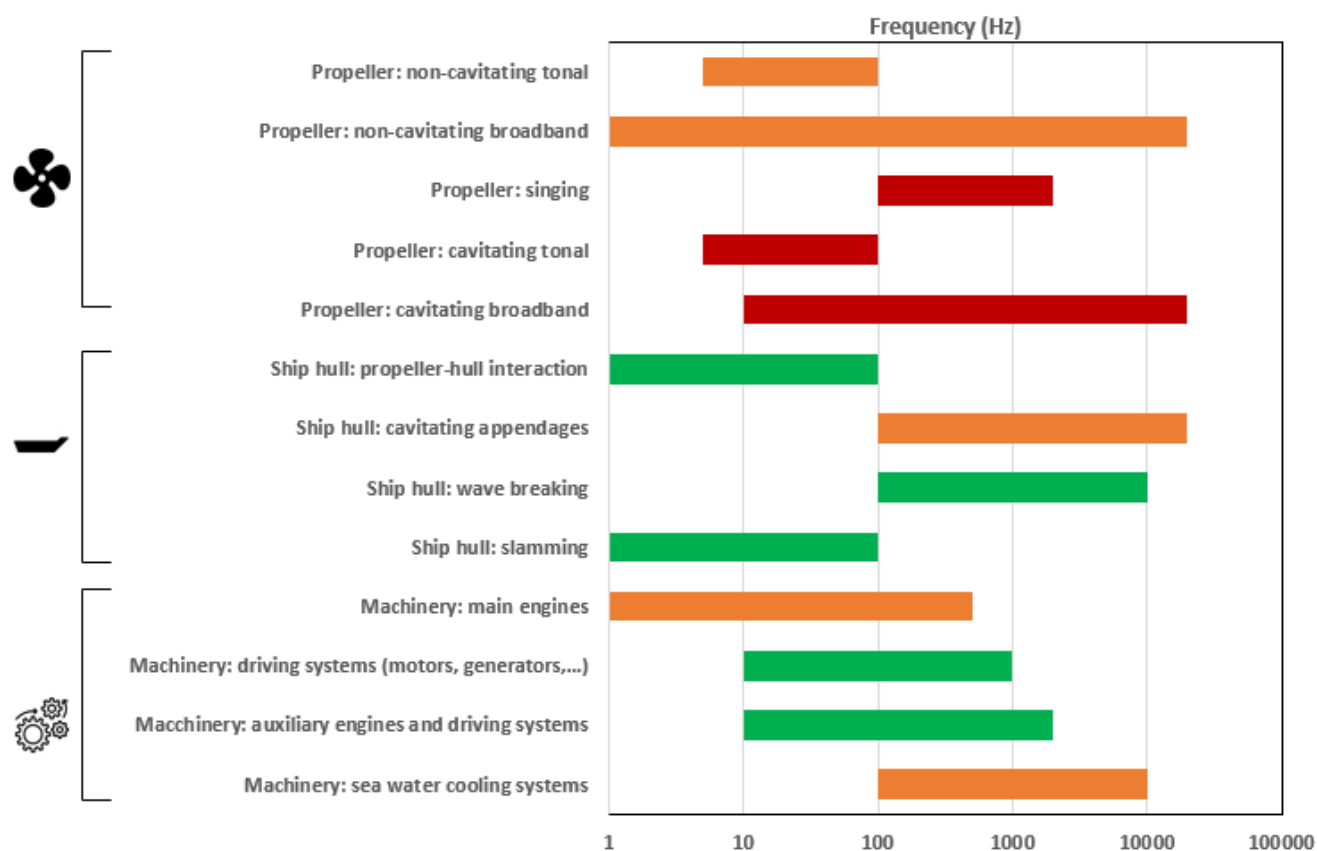 Frequency (Hz)
Propeller: non-cavitating tonal
Propeller: non-cavitating broadband
Propeller: singing
Propeller: cavitating tonal
Propeller: cavitating broadband
Ship hull: propeller-hull interaction
Ship hull: cavitating appendages
Ship hull: wave breaking
Ship hull: slamming
Machinery: main engines
Machinery: driving systems (motors, generators,...)
Macchinery: auxiliary engines and driving systems
Machinery: sea water cooling systems
1 10 100 1000 10000 100000